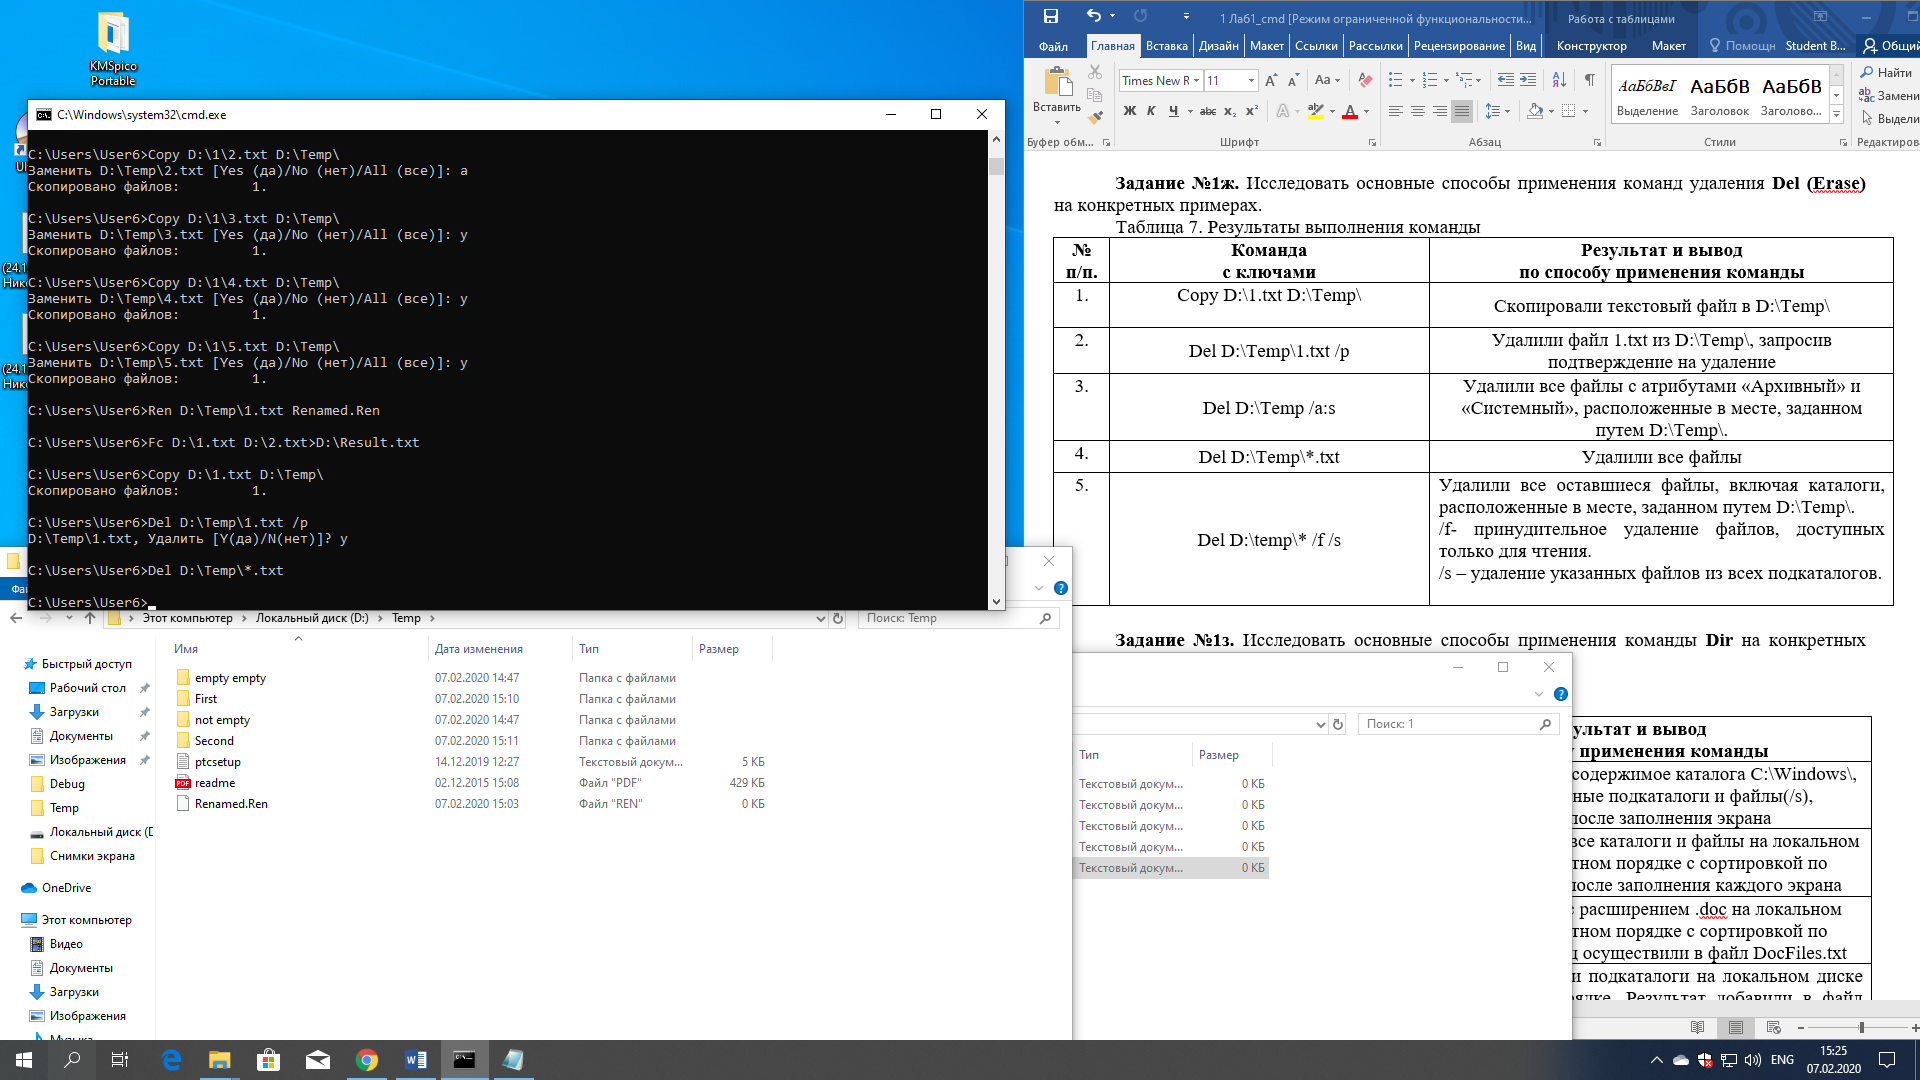 KMSpico
Portable
C:\Windows\system32\cmd.exe
C:\Users\User6>Copy D:\1\2.txt D:\Temp\
Заменить D:\Temp\2.txt [Yes (да)/No (нет)/All (все)]: a
Скопировано файлов: 1.
C:\Users\User6>Copy D:\1\3.txt D:\Temp\
Заменить D:\Temp\3.txt [Yes (да)/No (нет)/All (все)]: y
Скопировано файлов: 1.
C:\Users\User6>Copy D:\1\4.txt D:\Temp\
Заменить D:\Temp\4.txt [Yes (да)/No (нет)/All (все)]: y
Скопировано файлов: 1.
C:\Users\User6>Copy D:\1\5.txt D:\Temp\
Заменить D:\Temp\5.txt [Yes (да)/No (нет)/All (все)]: y
Скопировано файлов: 1.
C:\Users\User6>Ren D:\Temp\1.txt Renamed.Ren
C:\Users\User6>Fc D:\1.txt D:\2.txt>D:\Result.txt
C:\Users\User6>Copy D:\1.txt D:\Temp\
Скопировано файлов: 1.
C:\Users\User6>Del D:\Temp\1.txt /p
D:\Temp\1.txt, Удалить [Y(да)/N(нет)]? y
C:\Users\User6>Del D:\Temp\*.txt
C:\Users\User6>
Этот компьютер > Локальный диск (D:) > Temp >
Поиск: Temp
Имя Дата изменения Тип Размер
empty empty 07.02.2020 14:47 Папка с файлами
First 07.02.2020 15:10 Папка с файлами
not empty 07.02.2020 14:47 Папка с файлами
Second 07.02.2020 15:11 Папка с файлами
ptcsetup 14.12.2019 12:27 Текстовый докум... 5 КБ
readme 02.12.2015 15:08 Файл "PDF" 429 КБ
Renamed.Ren 07.02.2020 15:03 Файл "REN" 0 КБ
Быстрый доступ
Рабочий стол
Загрузки
Документы
Изображения
Debug
Temp
Локальный диск (D
Снимки экрана
OneDrive
Этот компьютер
Видео
Документы
Загрузки
Изображения
Музыка
Поиск: 1
Тип Размер
Текстовый докум... 0 КБ
Текстовый докум... 0 КБ
Текстовый докум... 0 КБ
Текстовый докум... 0 КБ
Текстовый докум... 0 КБ
1 Лаб1_cmd [Режим ограниченной функциональности...
Работа с таблицами
Файл Главная Вставка Дизайн Макет Ссылки Рассылки Рецензирование Вид Конструктор Макет Помощн Student B... Общий
Вставить
Times New R 11
Ж К Ч abc x₂ x²
АаБбВвІ АаБбВ АаБбВ
Выделение Заголовок Заголово...
Найти
Замени
Выдели
Буфер обм... Шрифт Абзац Стили Редактиров
Задание №1ж. Исследовать основные способы применения команд удаления Del (Erase)
на конкретных примерах.
Таблица 7. Результаты выполнения команды
№ п/п.
Команда с ключами
Результат и вывод
по способу применения команды
1. Copy D:\1.txt D:\Temp\
Скопировали текстовый файл в D:\Temp\
2. Del D:\Temp\1.txt /p
Удалили файл 1.txt из D:\Temp\, запросив
подтверждение на удаление
3. Del D:\Temp /a:s
Удалили все файлы с атрибутами «Архивный» и
«Системный», расположенные в месте, заданном
путем D:\Temp\.
4. Del D:\Temp\*.txt
Удалили все файлы
5. Del D:\temp\* /f /s
Удалили все оставшиеся файлы, включая каталоги,
расположенные в месте, заданном путем D:\Temp\.
/f- принудительное удаление файлов, доступных
только для чтения.
/s – удаление указанных файлов из всех подкаталогов.
Задание №1з. Исследовать основные способы применения команды Dir на конкретных
ультат и вывод
применения команды
содержимое каталога C:\Windows\,
ные подкаталоги и файлы(/s),
после заполнения экрана
все каталоги и файлы на локальном
тном порядке с сортировкой по
после заполнения каждого экрана
расширением .doc на локальном
тном порядке с сортировкой по
осуществили в файл DocFiles.txt
и подкаталоги на локальном диске
рядке. Результат добавили в файл
ENG
15:25
07.02.2020